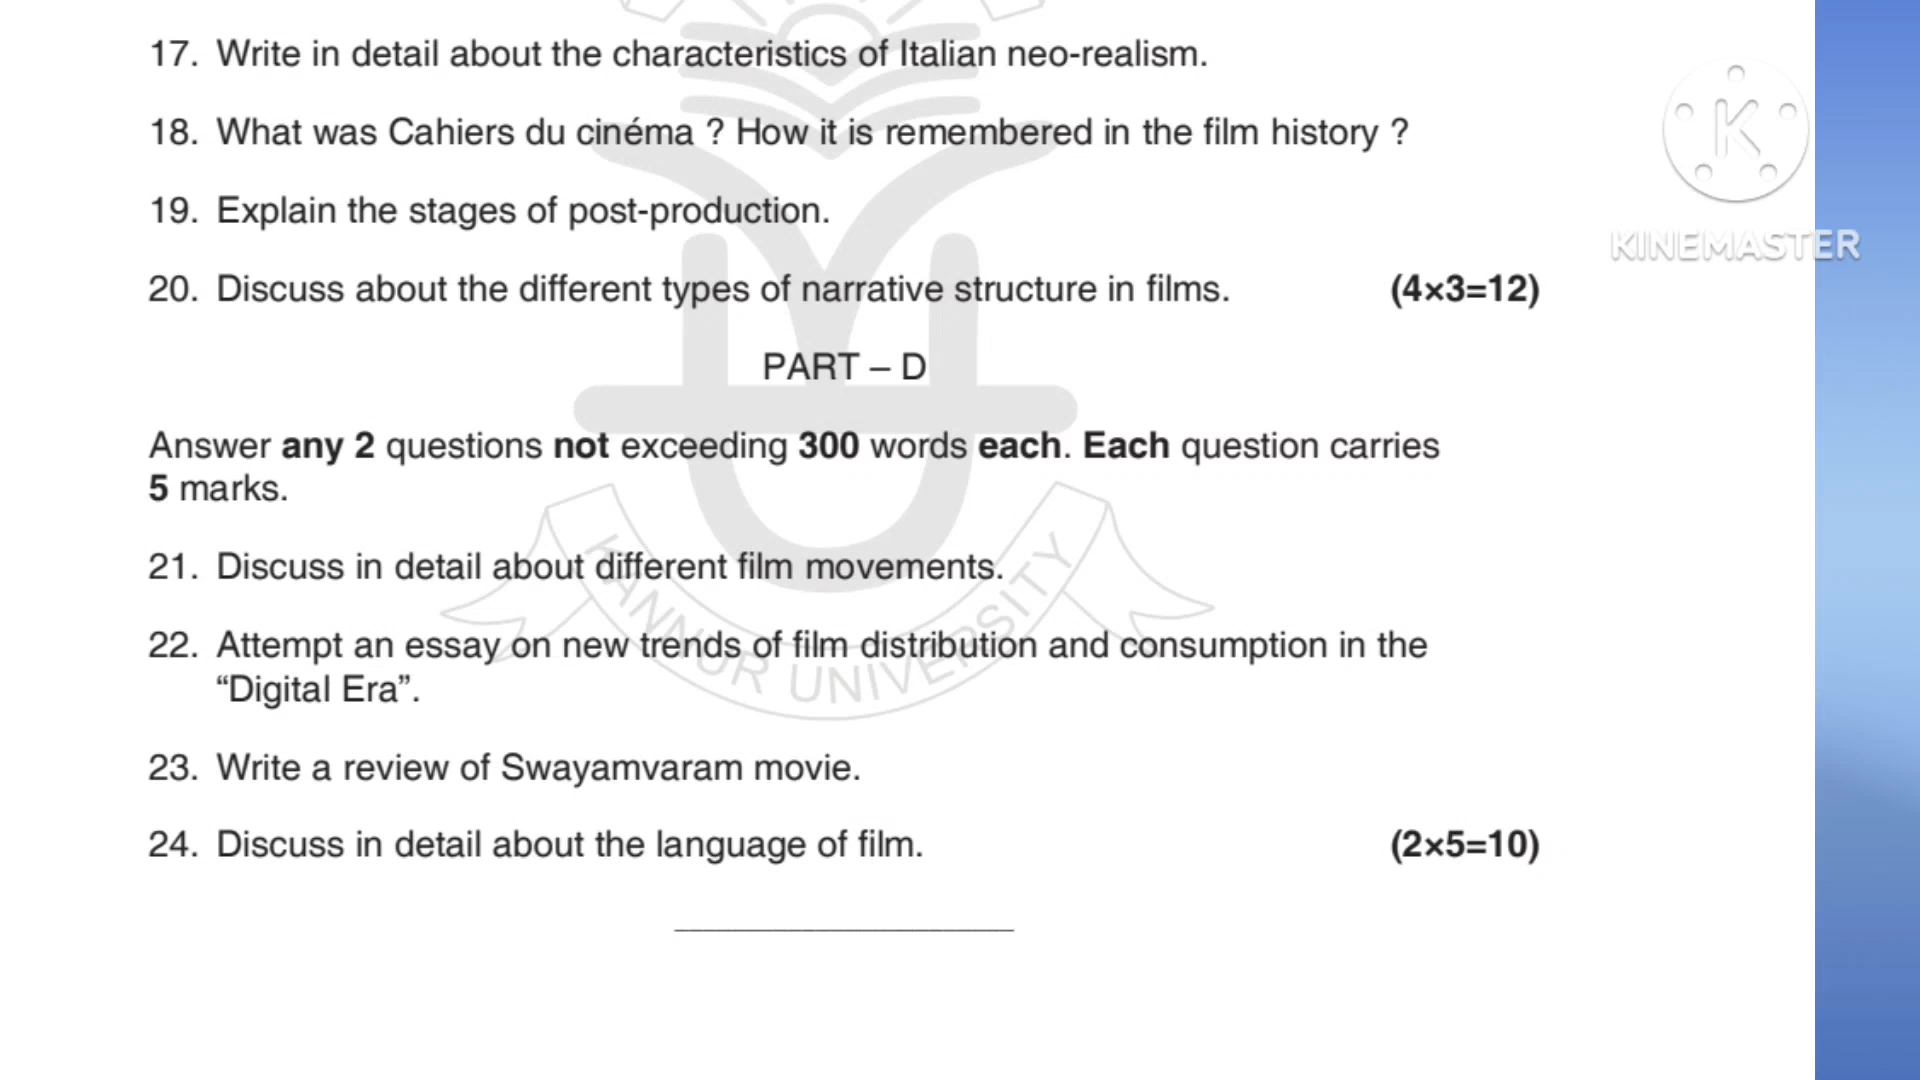 17. Write in detail about the characteristics of Italian neo-realism.
18. What was Cahiers du cinéma ? How it is remembered in the film history ?
19. Explain the stages of post-production.
20. Discuss about the different types of narrative structure in films. (4×3=12)
PART – D
Answer any 2 questions not exceeding 300 words each. Each question carries
5 marks.
21. Discuss in detail about different film movements.
22. Attempt an essay on new trends of film distribution and consumption in the
“Digital Era”.
23. Write a review of Swayamvaram movie.
24. Discuss in detail about the language of film. (2×5=10)
KANNUR UNIVERSITY
K
KINEMASTER